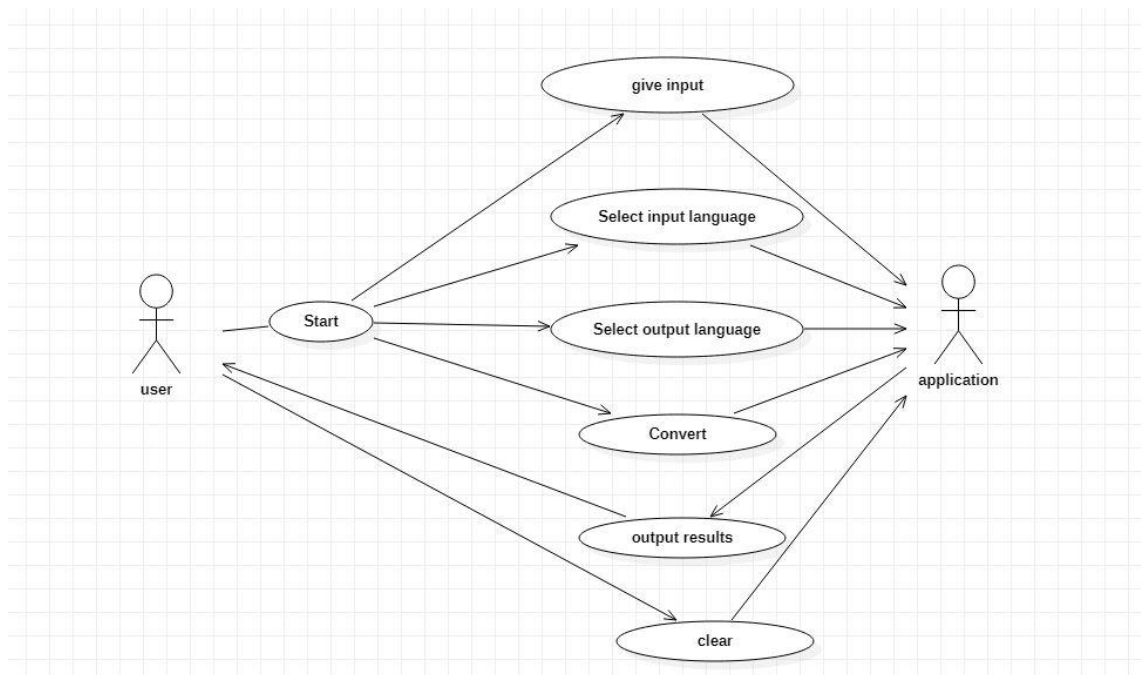 give input
Select input language
Start
Select output language
user
application
Convert
output results
clear